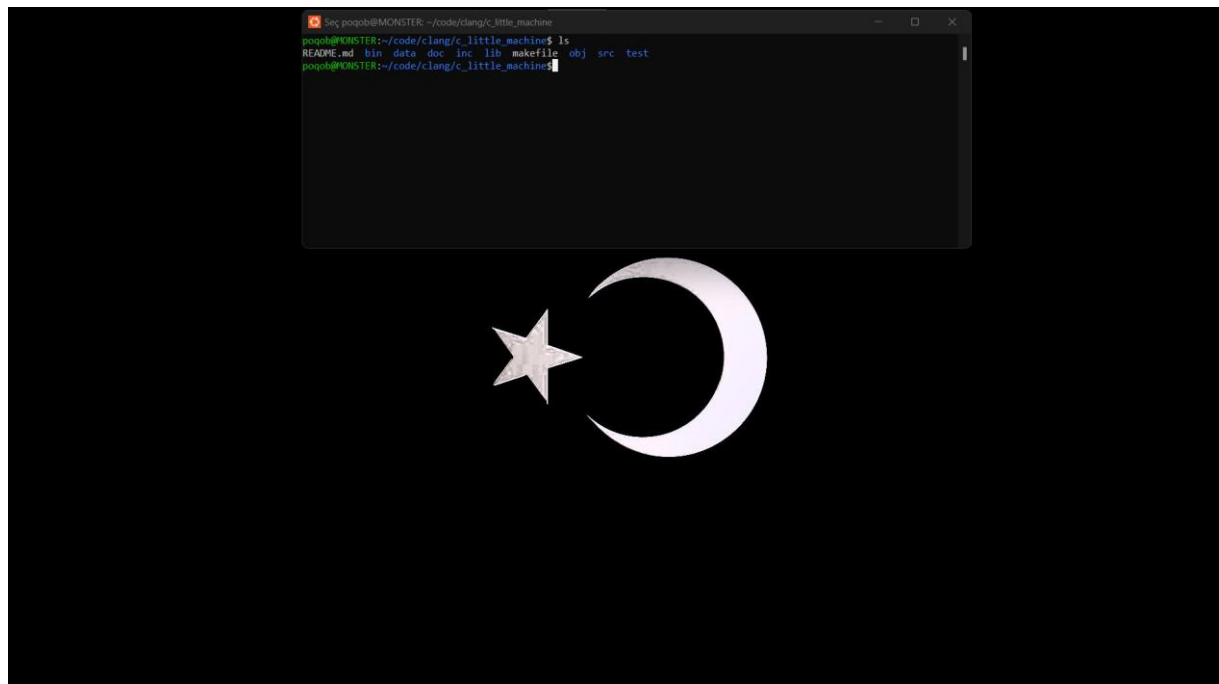 Seç poqob@MONSTER: ~/code/clang/c_little_machine
poqob@MONSTER:~/code/clang/c_little_machine$ ls
README.md bin data doc inc lib makefile obj src test
poqob@MONSTER:~/code/clang/c_little_machine$